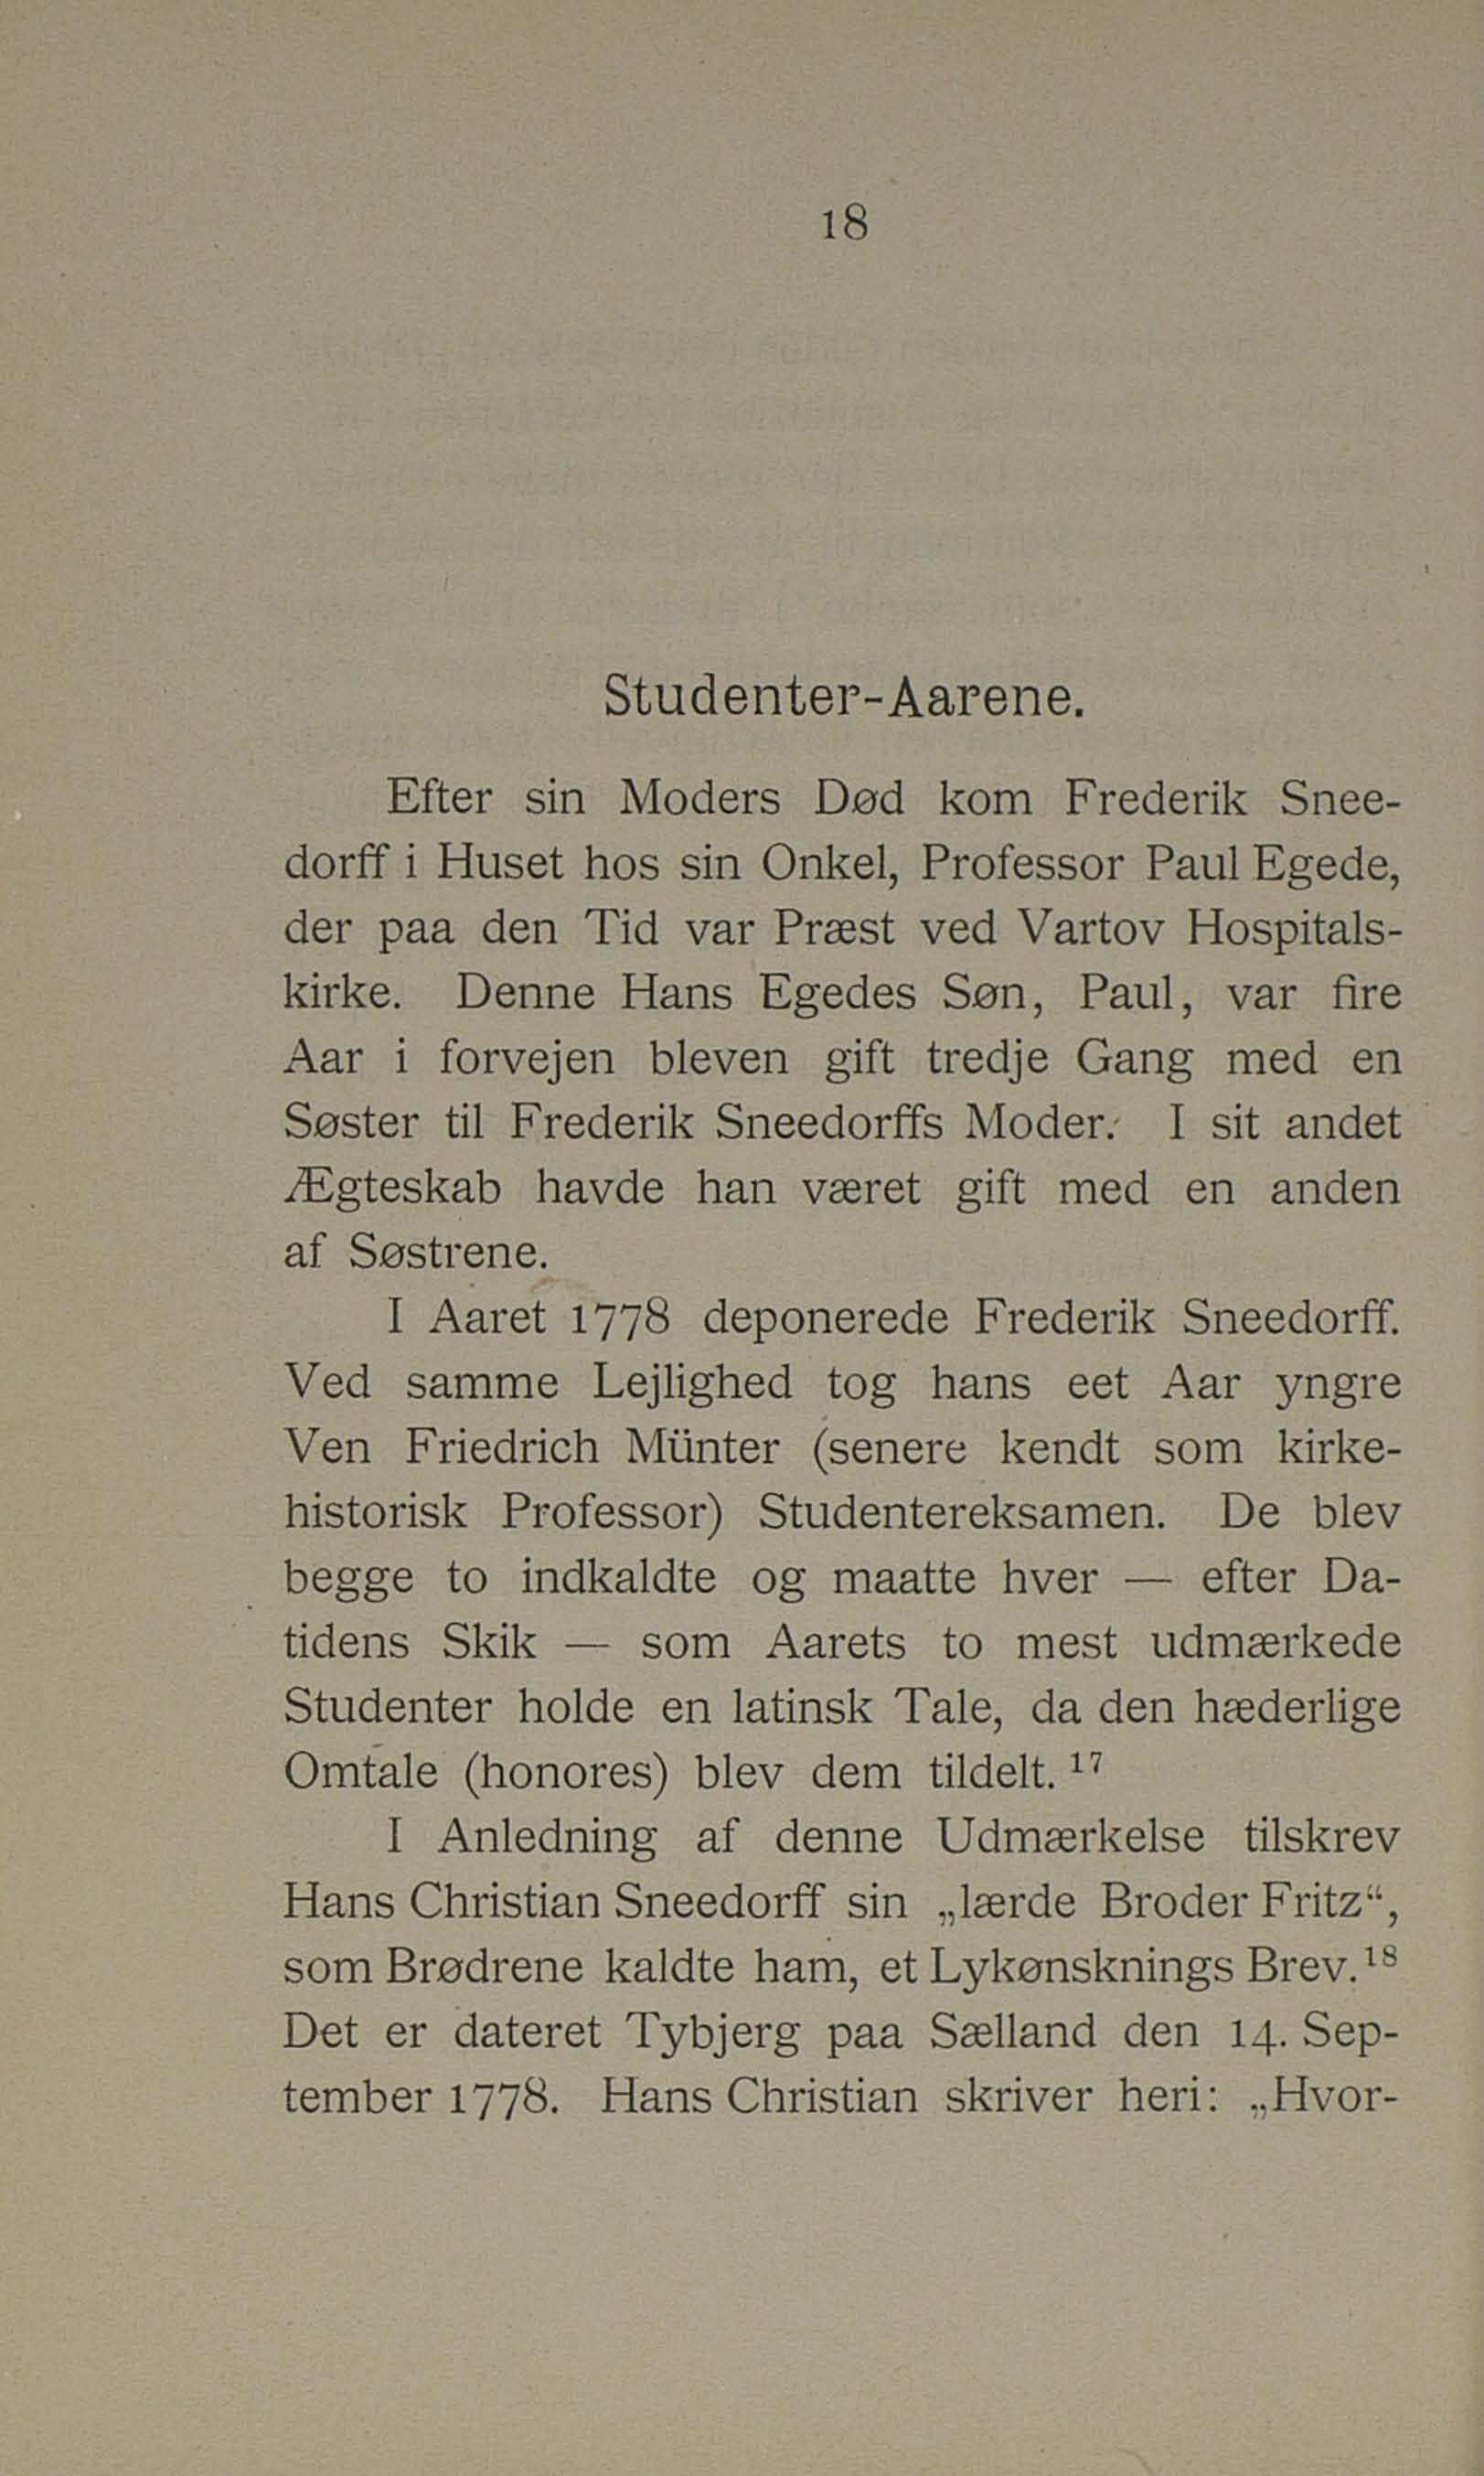 18
Studenter-Aarene.
Efter sin Moders Død kom Frederik Snee-
dorff i Huset hos sin Onkel, Professor Paul Egede,
der paa den Tid var Præst ved Vartov Hospitals-
kirke. Denne Hans Egedes Søn, Paul, var fire
Aar i forvejen bleven gift tredje Gang med en
Søster til Frederik Sneedorffs Moder. I sit andet
Ægteskab havde han været gift med en anden
af Søstrene.
I Aaret 1778 deponerede Frederik Sneedorff.
Ved samme Lejlighed tog hans eet Aar yngre
Ven Friedrich Münter (senere kendt som kirke-
historisk Professor) Studentereksamen. De blev
begge to indkaldte og maatte hver — efter Da-
tidens Skik — som Aarets to mest udmærkede
Studenter holde en latinsk Tale, da den hæderlige
Omtale (honores) blev dem tildelt. ¹⁷
I Anledning af denne Udmærkelse tilskrev
Hans Christian Sneedorff sin „lærde Broder Fritz“,
som Brødrene kaldte ham, et Lykønsknings Brev.¹⁸
Det er dateret Tybjerg paa Sælland den 14. Sep-
tember 1778. Hans Christian skriver heri: „Hvor-